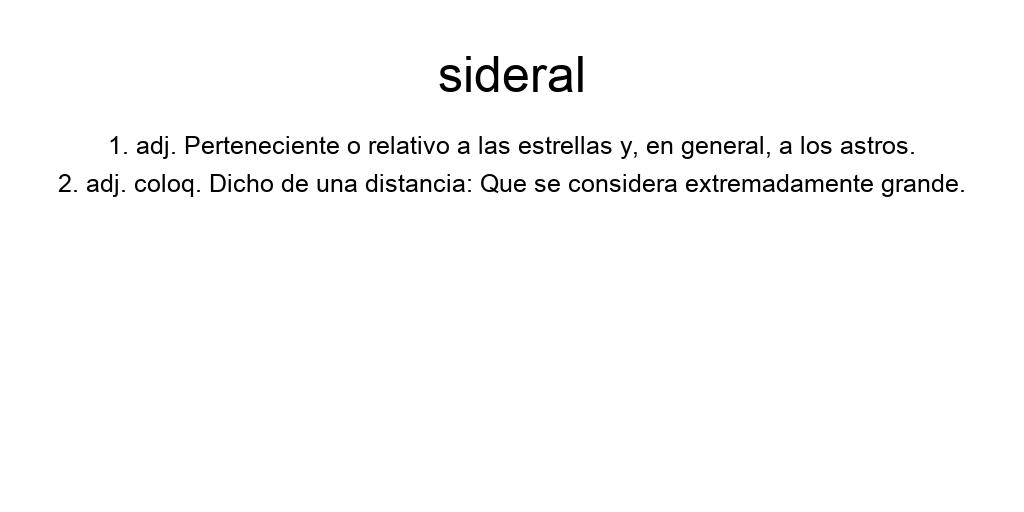 sideral
1. adj. Perteneciente o relativo a las estrellas y, en general, a los astros.
2. adj. coloq. Dicho de una distancia: Que se considera extremadamente grande.